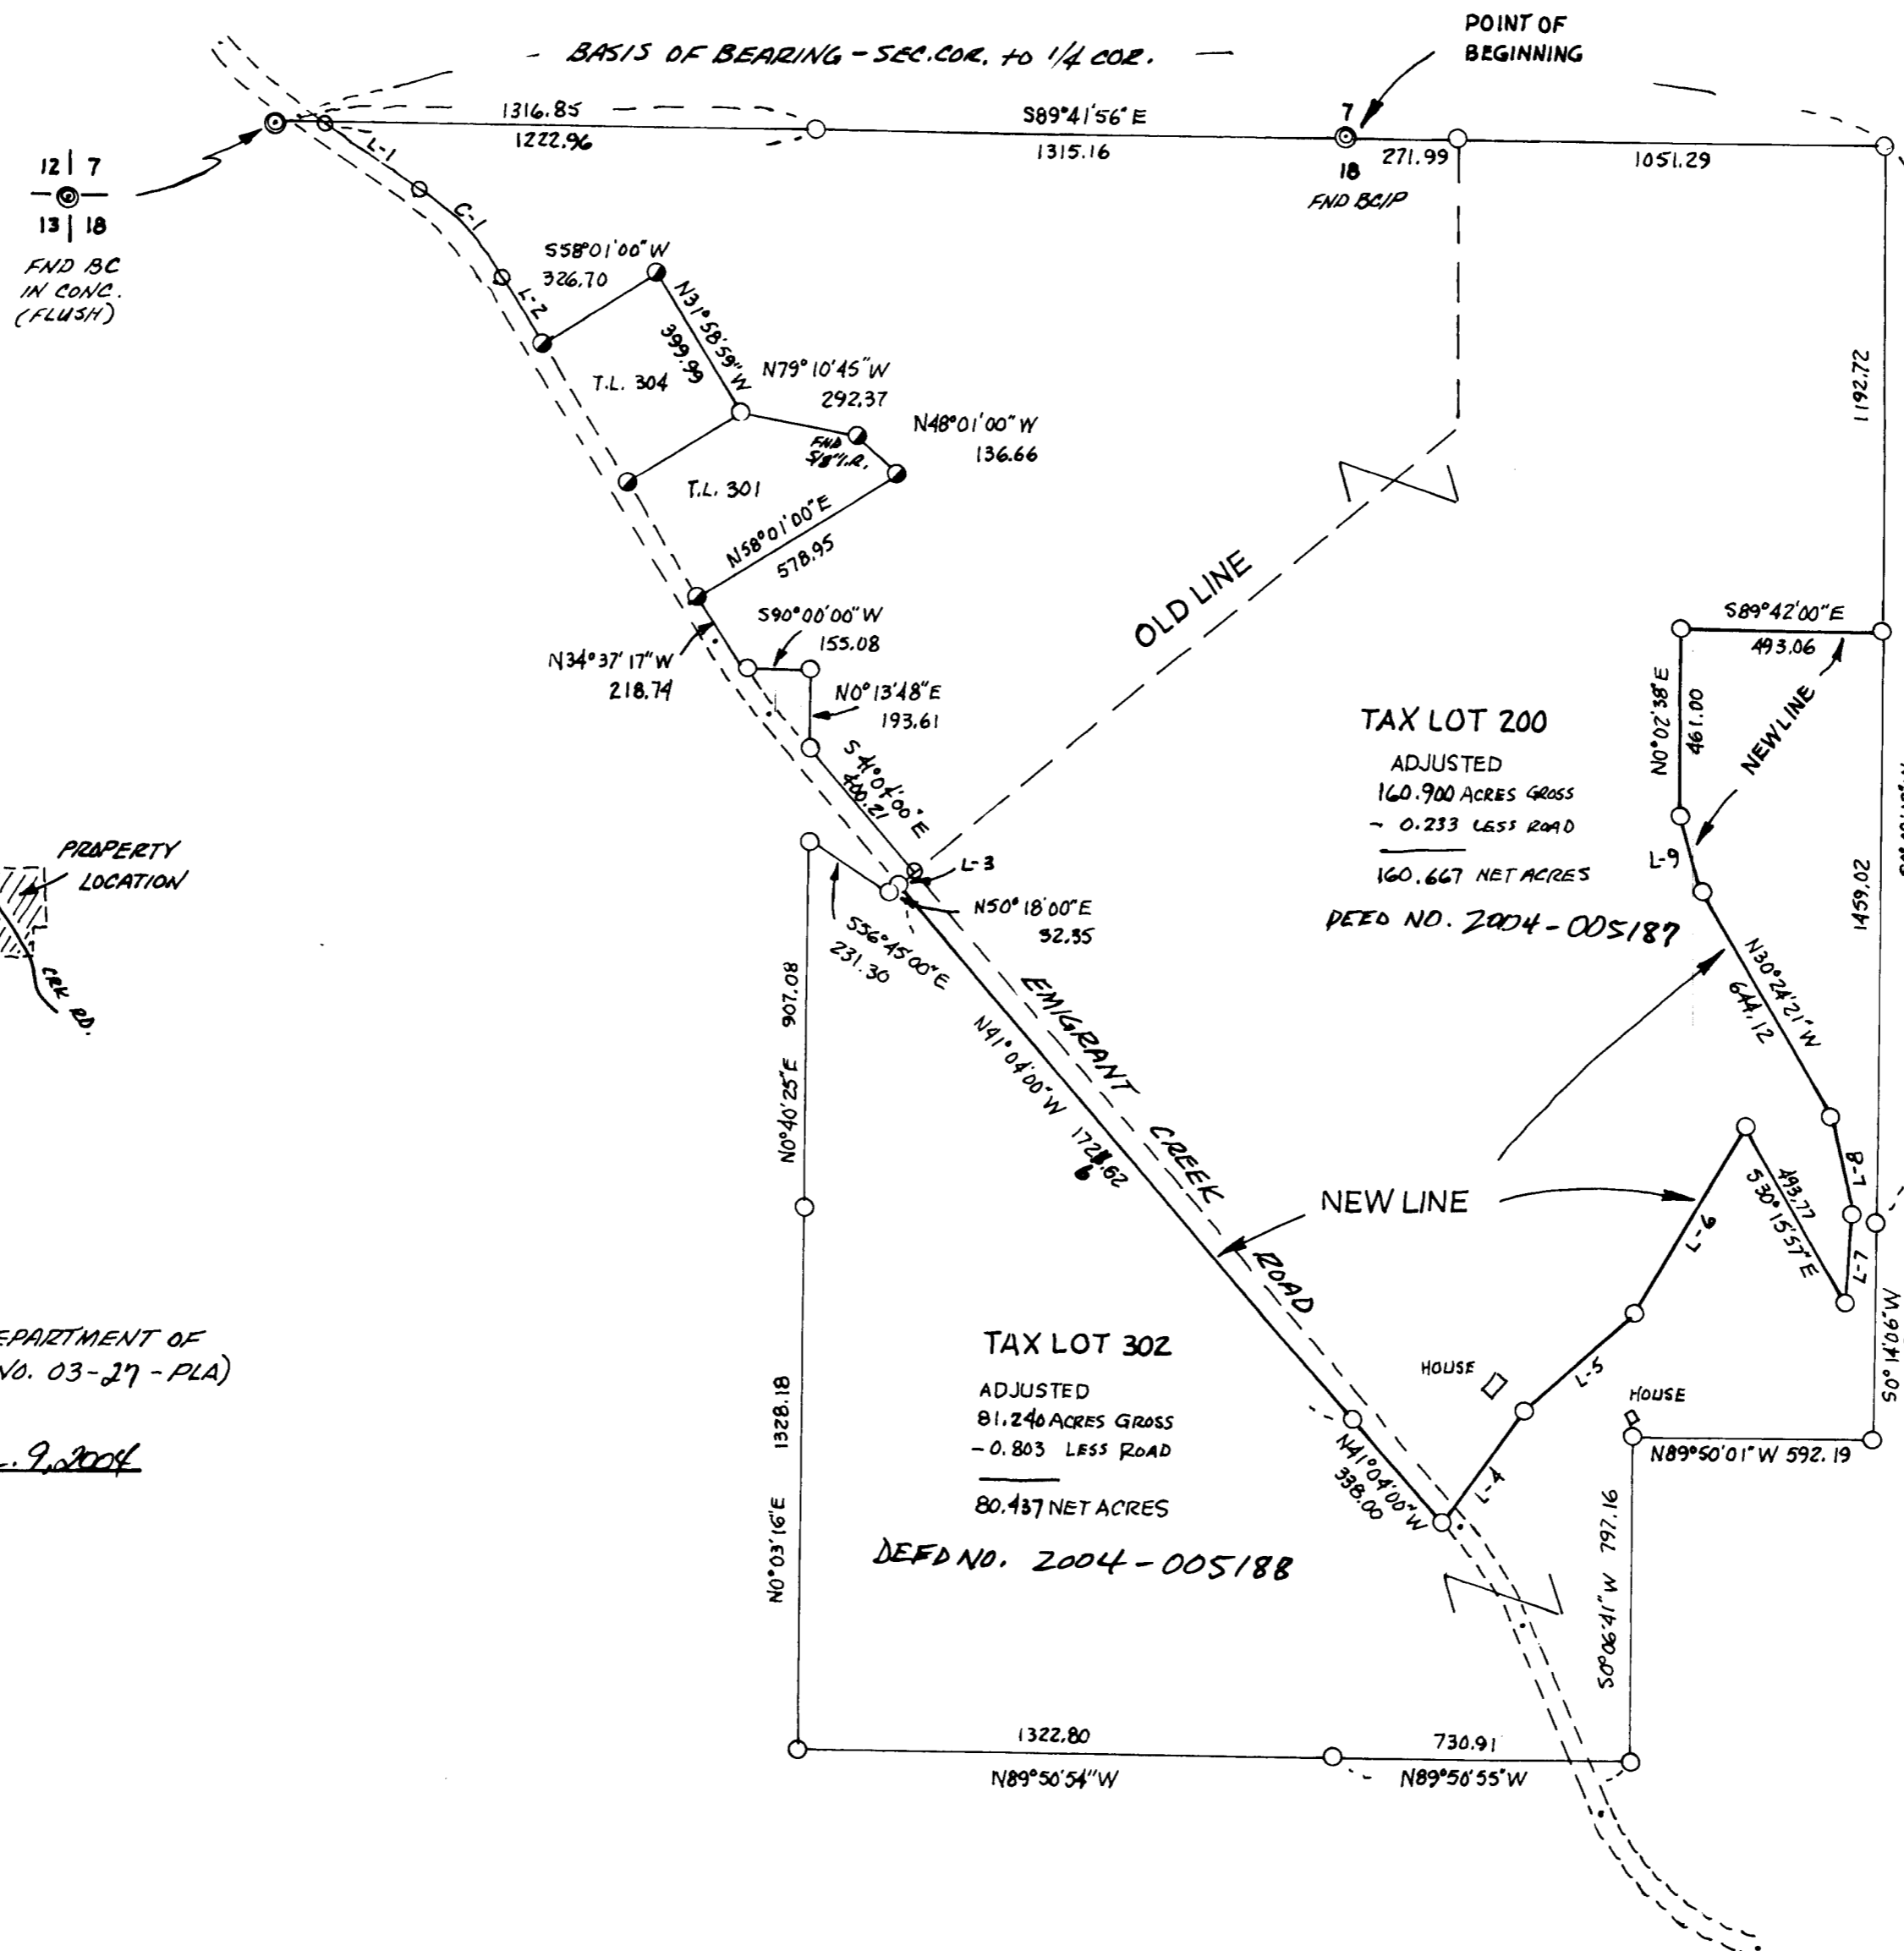 BASIS OF BEARING - SEC. COR. to 1/4 COR.
POINT OF
BEGINNING
1316.85
1222.96
S89°41'56"E
1315.16
7
18
FND BC/P
271.99
1051.29
12 | 7
13 | 18
FND BC
IN CONC.
(FLUSH)
L-1
C-1
L-2
S58°01'00"W
326.70
N31°58'59"W
399.99
T.L. 304
N79°10'45"W
292.37
N48°01'00"W
136.66
FND
5/8" I.R.
T.L. 301
N58°01'00"E
578.95
1192.72
OLD LINE
S90°00'00"W
155.08
N34°37'17"W
218.74
N0°13'48"E
193.61
S41°04'00"E
400.21
S89°42'00"E
493.06
N0°02'38"E
461.00
NEW LINE
TAX LOT 200
ADJUSTED
160.900 ACRES GROSS
- 0.233 LESS ROAD
160.667 NET ACRES
DEED NO. 2004-005187
L-9
1459.02
PROPERTY
LOCATION
CRK RD.
L-3
N50°18'00"E
32.35
S56°45'00"E
231.30
N30°24'21"W
644.12
N0°40'25"E 907.08
EMIGRANT CREEK ROAD
N41°04'00"W
NEW LINE
L-6
493.77
S30°15'57"E
L-8
L-7
S0°14'06"W
EPARTMENT OF
NO. 03-27-PLA)
9, 2004
TAX LOT 302
ADJUSTED
81.240 ACRES GROSS
- 0.803 LESS ROAD
80.437 NET ACRES
DEED NO. 2004-005188
HOUSE
L-5
HOUSE
N89°50'01"W 592.19
N41°04'00"W
338.00
L-4
N0°03'16"E 1328.18
S0°06'41"W 797.16
1322.80
N89°50'54"W
730.91
N89°50'55"W